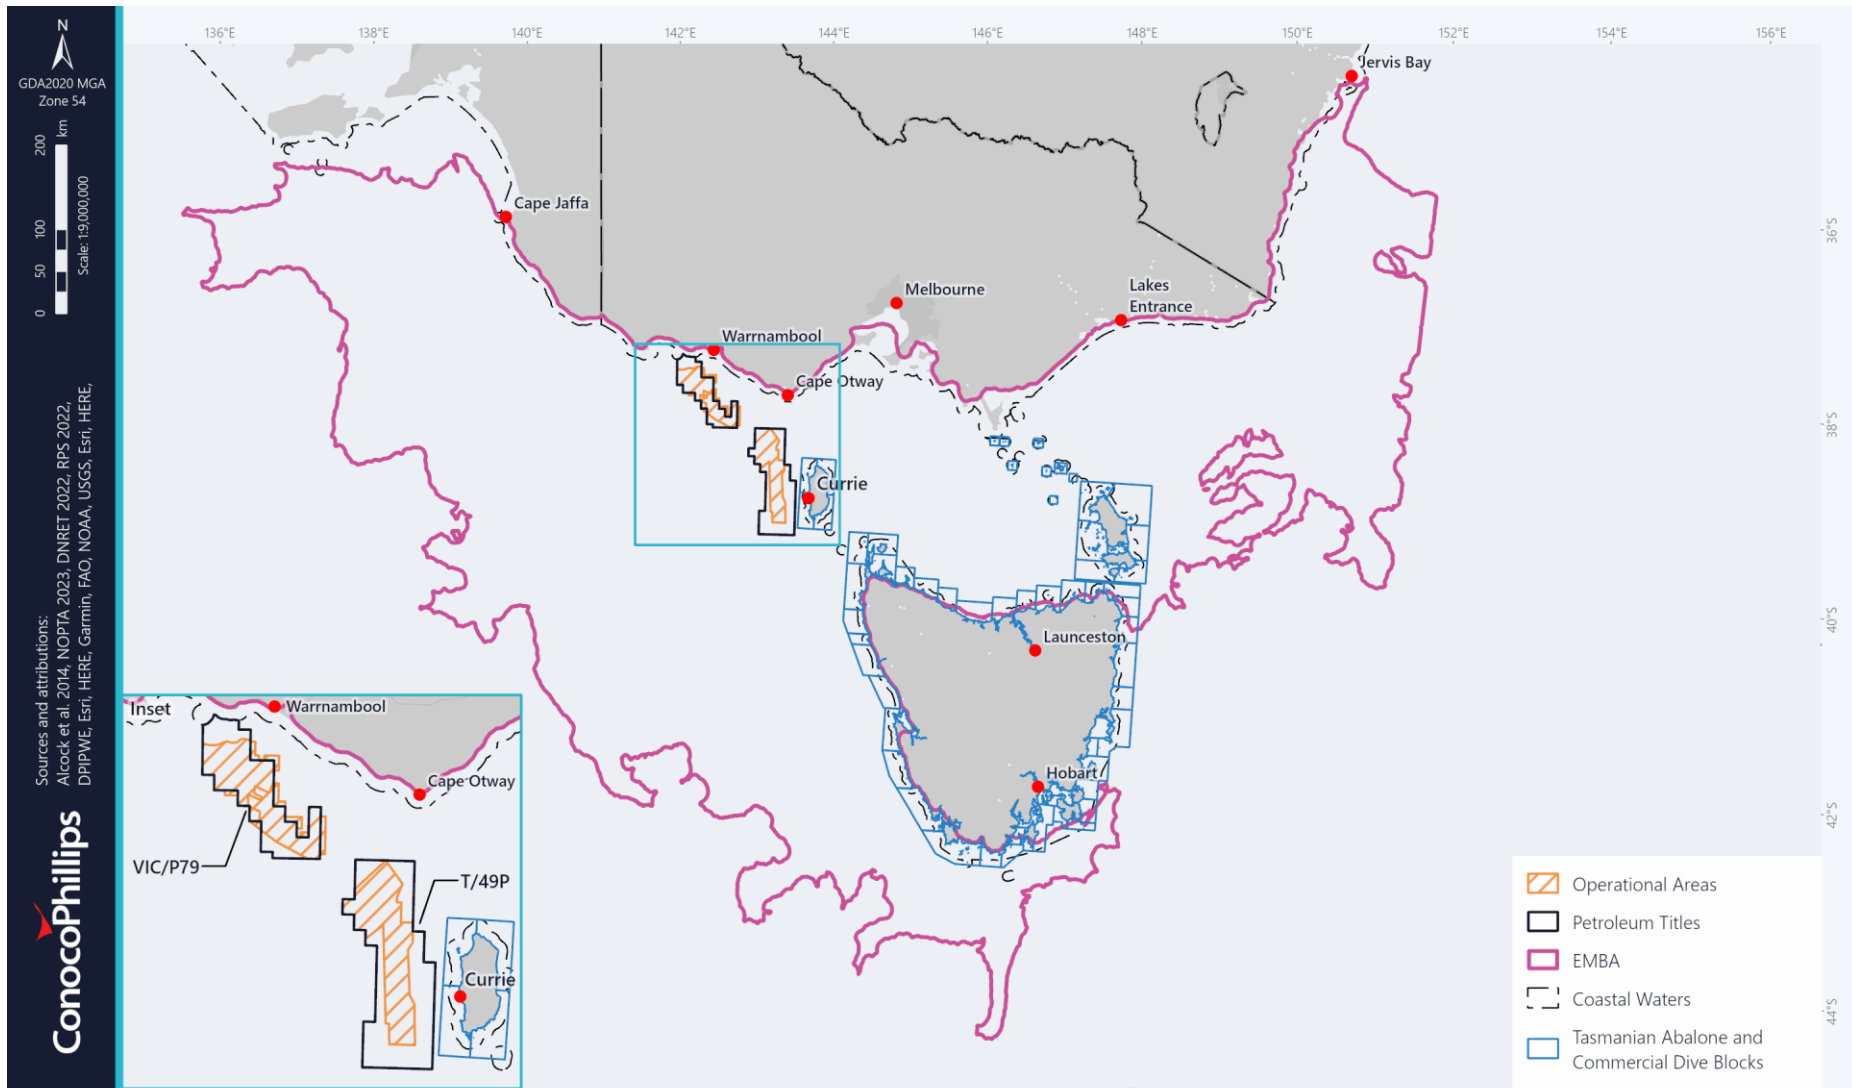 N
GDA2020 MGA
Zone 54
0 50 100 200
km
Scale: 1:9,000,000
Sources and attributions:
Alcock et al. 2014, NOPTA 2023, DNRET 2022, RPS 2022,
DPIPWE, Esri, HERE, Garmin, FAO, NOAA, USGS, Esri, HERE,
ConocoPhillips
136°E 138°E 140°E 142°E 144°E 146°E 148°E 150°E 152°E 154°E 156°E
Jervis Bay
Cape Jaffa
36°S
Melbourne
Lakes
Entrance
Warrnambool
Cape Otway
38°S
Currie
40°S
Launceston
Hobart
42°S
44°S
Inset
Warrnambool
Cape Otway
VIC/P79
T/49P
Currie
Operational Areas
Petroleum Titles
EMBA
Coastal Waters
Tasmanian Abalone and
Commercial Dive Blocks